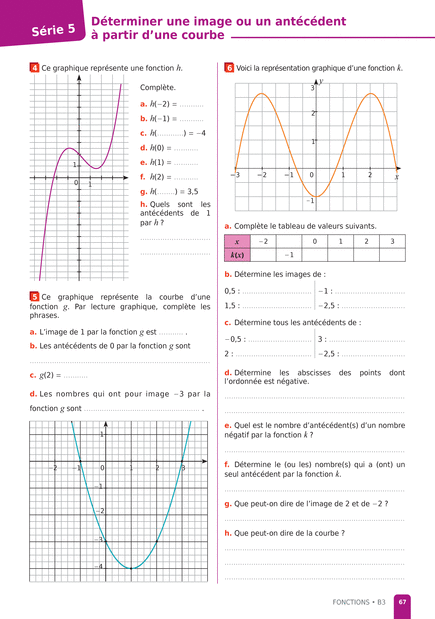 Série 5
Déterminer une image ou un antécédent
à partir d'une courbe
4 Ce graphique représente une fonction h.
1
0
1
Complète.
a. h(−2) = ...........
b. h(−1) = ...........
c. h(............) = −4
d. h(0) = ...........
e. h(1) = ...........
f. h(2) = ...........
g. h(.......) = 3,5
h. Quels sont les
antécédents de 1
par h ?
5 Ce graphique représente la courbe d'une
fonction g. Par lecture graphique, complète les
phrases.
a. L'image de 1 par la fonction g est ........... .
b. Les antécédents de 0 par la fonction g sont
c. g(2) = ...........
d. Les nombres qui ont pour image −3 par la
fonction g sont ..................................................... .
1
−2 −1 0 1 2 3
−1
−2
−3
−4
6 Voici la représentation graphique d'une fonction k.
3 y
2
1
−3 −2 −1 0 1 2 x
−1
a. Complète le tableau de valeurs suivants.
x −2 0 1 2 3
k(x) −1
b. Détermine les images de :
0,5 : ................................ −1 : ................................
1,5 : ................................ −2,5 : ................................
c. Détermine tous les antécédents de :
−0,5 : ................................ 3 : ................................
2 : ................................ −2,5 : ................................
d. Détermine les abscisses des points dont
l'ordonnée est négative.
e. Quel est le nombre d'antécédent(s) d'un nombre
négatif par la fonction k ?
f. Détermine le (ou les) nombre(s) qui a (ont) un
seul antécédent par la fonction k.
g. Que peut-on dire de l'image de 2 et de −2 ?
h. Que peut-on dire de la courbe ?
FONCTIONS • B3 67